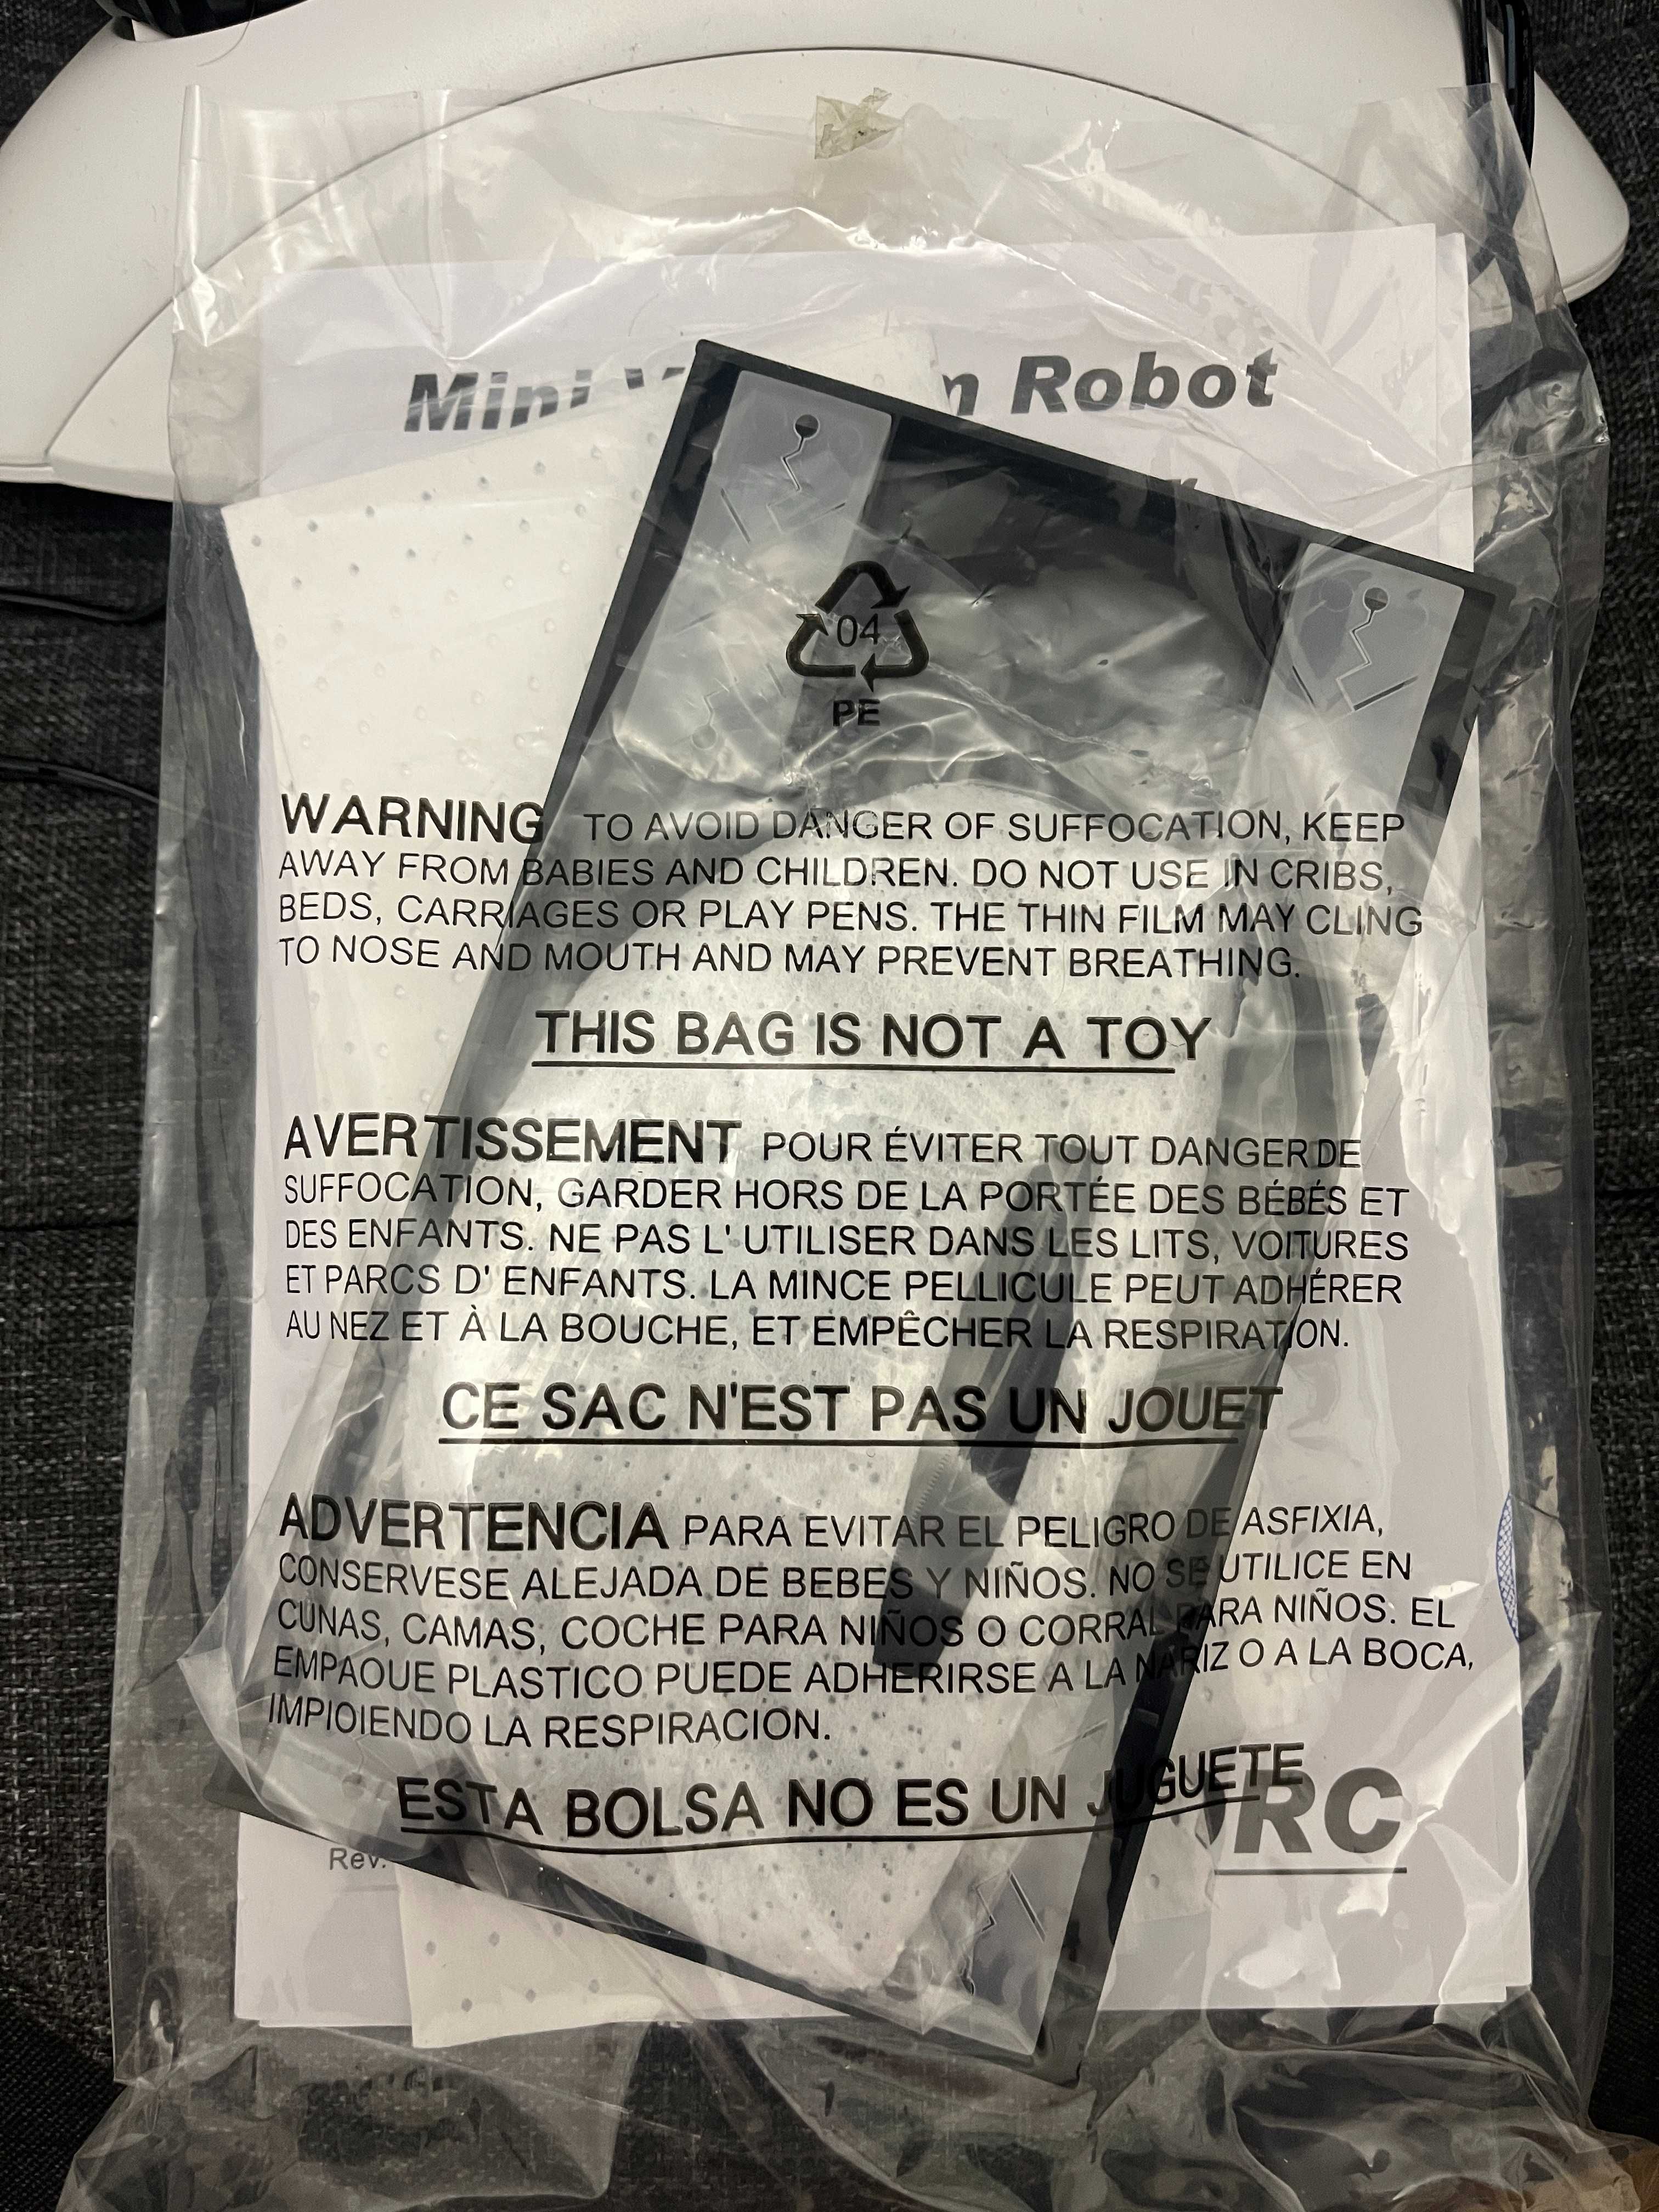 Mini Robot
04
PE
WARNING TO AVOID DANGER OF SUFFOCATION, KEEP
AWAY FROM BABIES AND CHILDREN. DO NOT USE IN CRIBS,
BEDS, CARRIAGES OR PLAY PENS. THE THIN FILM MAY CLING
TO NOSE AND MOUTH AND MAY PREVENT BREATHING.
THIS BAG IS NOT A TOY
AVERTISSEMENT POUR ÉVITER TOUT DANGER DE
SUFFOCATION, GARDER HORS DE LA PORTÉE DES BÉBÉS ET
DES ENFANTS. NE PAS L' UTILISER DANS LES LITS, VOITURES
ET PARCS D' ENFANTS. LA MINCE PELLICULE PEUT ADHÉRER
AU NEZ ET À LA BOUCHE, ET EMPÊCHER LA RESPIRATION.
CE SAC N'EST PAS UN JOUET
ADVERTENCIA PARA EVITAR EL PELIGRO DE ASFIXIA,
CONSERVESE ALEJADA DE BEBES Y NIÑOS. NO SE UTILICE EN
CUNAS, CAMAS, COCHE PARA NIÑOS O CORRAL PARA NIÑOS. EL
EMPAOUE PLASTICO PUEDE ADHERIRSE A LA NARIZ O A LA BOCA,
IMPIOIENDO LA RESPIRACION.
ESTA BOLSA NO ES UN JUGUETE
RC
Rev.